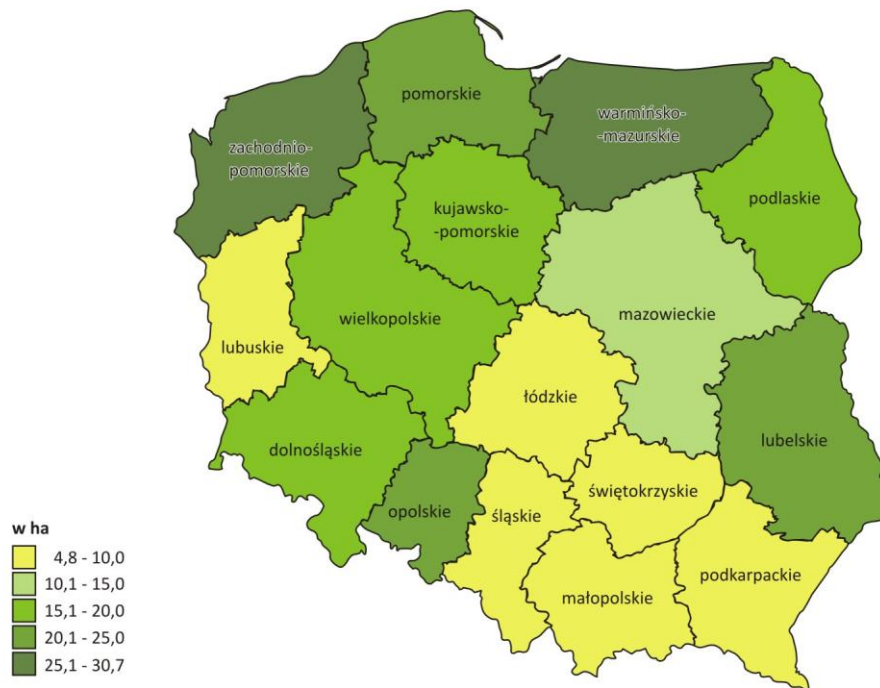 pomorskie
warmińsko-
-mazurskie
zachodnio-
pomorskie
podlaskie
kujawsko-
-pomorskie
mazowieckie
wielkopolskie
lubuskie
łódzkie
lubelskie
dolnośląskie
świętokrzyskie
opolskie
śląskie
podkarpackie
małopolskie
w ha
4,8 - 10,0
10,1 - 15,0
15,1 - 20,0
20,1 - 25,0
25,1 - 30,7